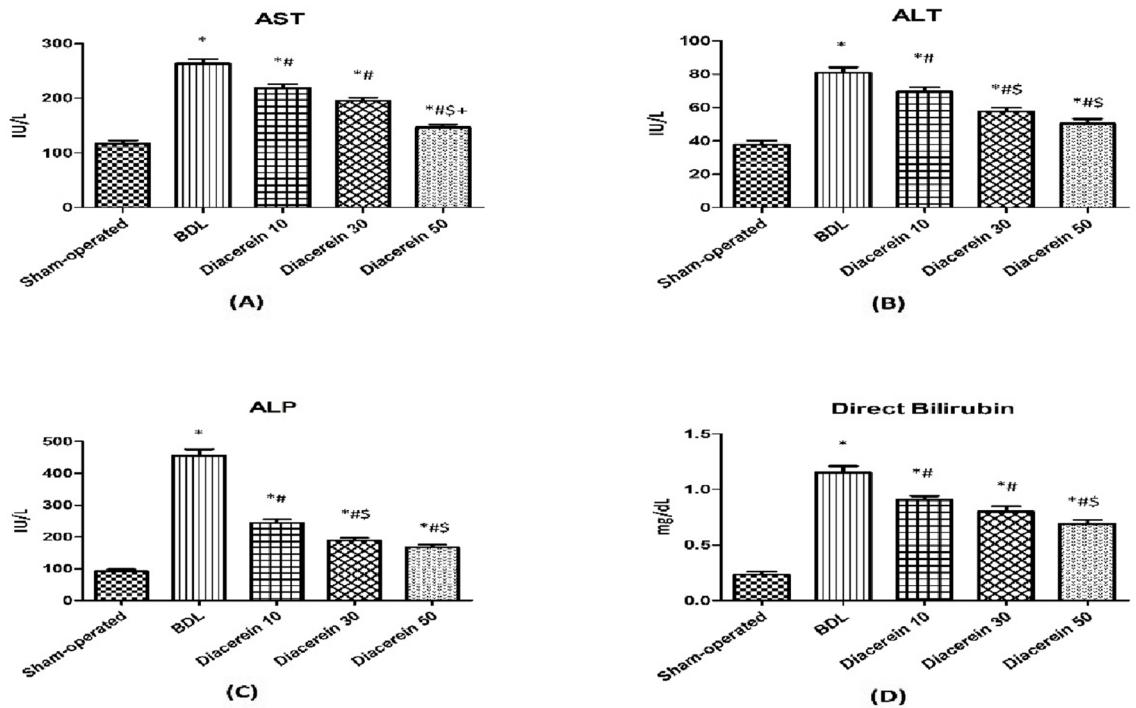 AST
300
200
100
0
IU/L
*
*#
*#
*#$+
Sham-operated
BDL
Diacerein 10
Diacerein 30
Diacerein 50
(A)
ALT
100
80
60
40
20
0
IU/L
*
*#
*#$
*#$
Sham-operated
BDL
Diacerein 10
Diacerein 30
Diacerein 50
(B)
ALP
500
400
300
200
100
0
IU/L
*
*#
*#$
*#$
Sham-operated
BDL
Diacerein 10
Diacerein 30
Diacerein 50
(C)
Direct Bilirubin
1.5
1.0
0.5
0.0
mg/dL
*
*#
*#
*#$
Sham-operated
BDL
Diacerein 10
Diacerein 30
Diacerein 50
(D)